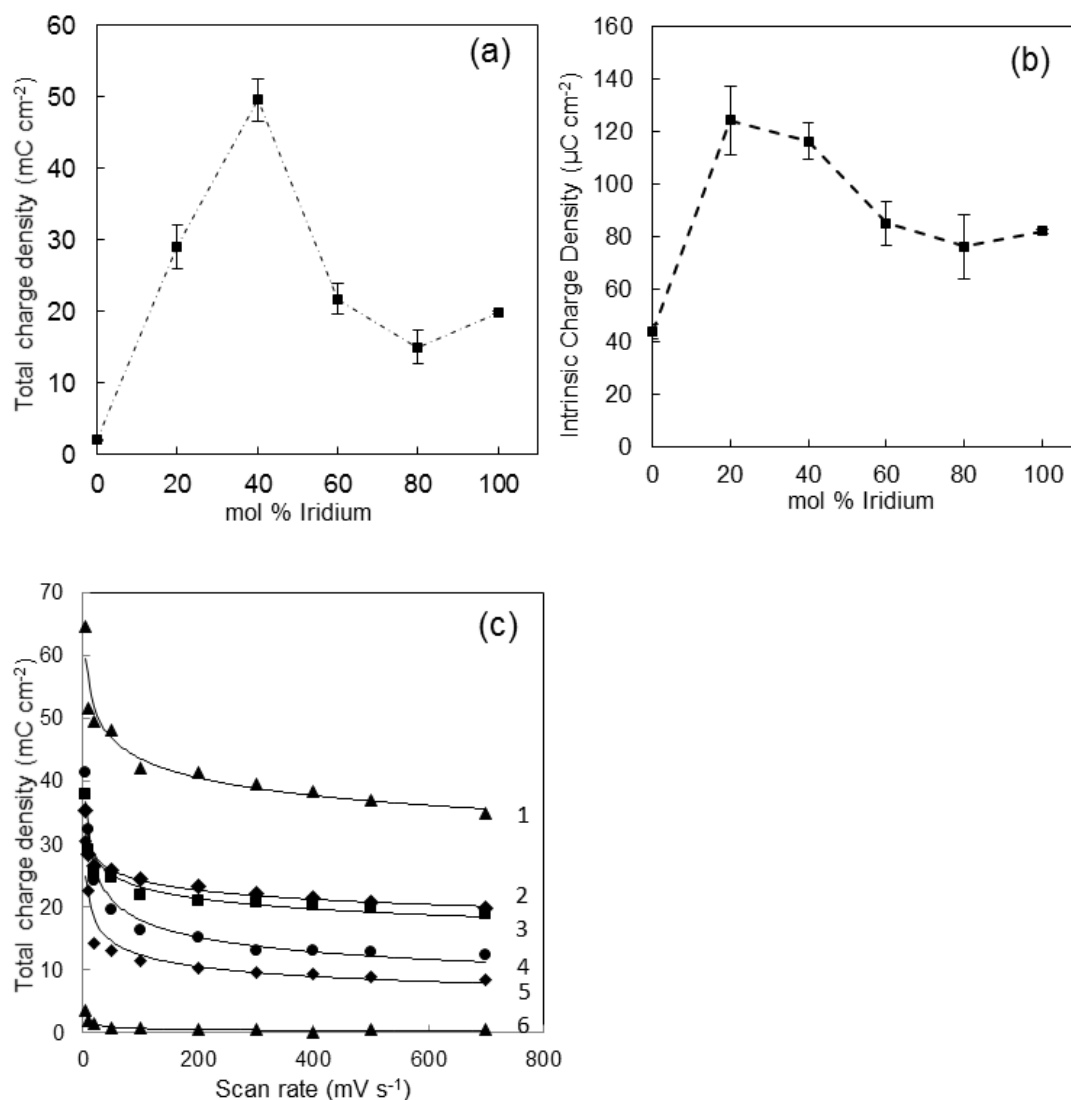 (a)
Total charge density (mC cm⁻²)
60
50
40
30
20
10
0
0 20 40 60 80 100
mol % Iridium
(b)
Intrinsic Charge Density (µC cm⁻²)
160
140
120
100
80
60
40
20
0
0 20 40 60 80 100
mol % Iridium
(c)
Total charge density (mC cm⁻²)
70
60
50
40
30
20
10
0
1
2
3
4
5
6
0 200 400 600 800
Scan rate (mV s⁻¹)